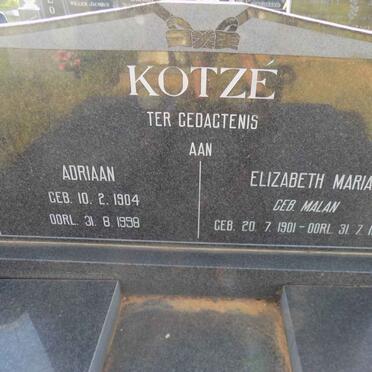 KOTZÉ
TER GEDAGTENIS
AAN
ADRIAAN
GEB. 10. 2. 1904
OORL. 31. 8. 1998
ELIZABETH MARIA
GEB. MALAN
GEB. 20. 7. 1901 - OORL. 31. 7.